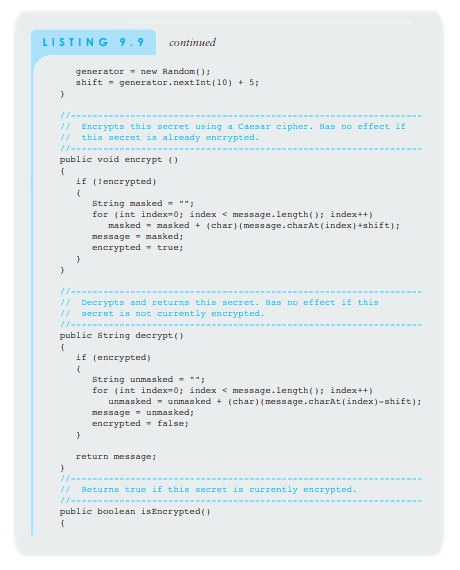 LISTING 9.9 continued
generator = new Random();
shift = generator.nextInt(10) + 5;
}
//-----------------------------------------------------------------
//  Encrypts this secret using a Caesar cipher. Has no effect if
//  this secret is already encrypted.
//-----------------------------------------------------------------
public void encrypt ()
{
if (!encrypted)
{
String masked = "";
for (int index=0; index < message.length(); index++)
masked = masked + (char)(message.charAt(index)+shift);
message = masked;
encrypted = true;
}
}
//-----------------------------------------------------------------
//  Decrypts and returns this secret. Has no effect if this
//  secret is not currently encrypted.
//-----------------------------------------------------------------
public String decrypt()
{
if (encrypted)
{
String unmasked = "";
for (int index=0; index < message.length(); index++)
unmasked = unmasked + (char)(message.charAt(index)-shift);
message = unmasked;
encrypted = false;
}
return message;
}
//-----------------------------------------------------------------
//  Returns true if this secret is currently encrypted.
//-----------------------------------------------------------------
public boolean isEncrypted()
{